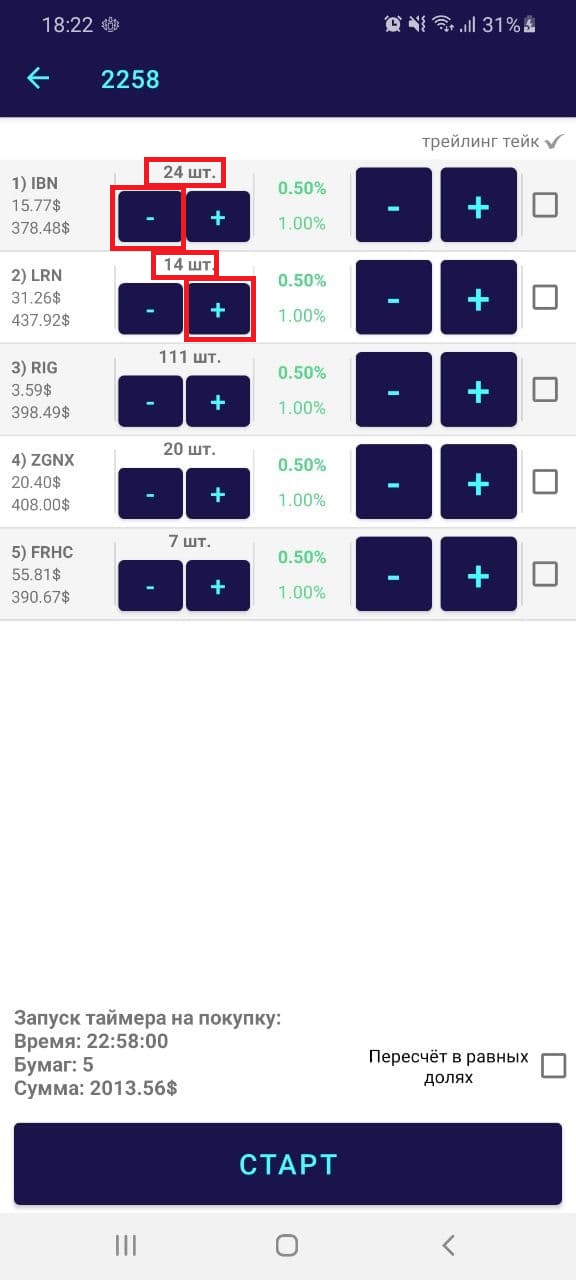 18:22 31%
2258
трейлинг тейк
1) IBN
15.77$
378.48$
24 шт.
- +
0.50%
1.00%
- +
2) LRN
31.26$
437.92$
14 шт.
- +
0.50%
1.00%
- +
3) RIG
3.59$
398.49$
111 шт.
- +
0.50%
1.00%
- +
4) ZGNX
20.40$
408.00$
20 шт.
- +
0.50%
1.00%
- +
5) FRHC
55.81$
390.67$
7 шт.
- +
0.50%
1.00%
- +
Запуск таймера на покупку:
Время: 22:58:00
Бумаг: 5
Сумма: 2013.56$
Пересчёт в равных
долях
СТАРТ